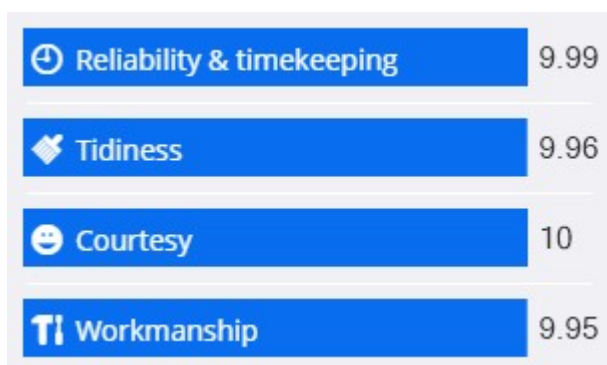 Reliability & timekeeping 9.99
Tidiness 9.96
Courtesy 10
Workmanship 9.95